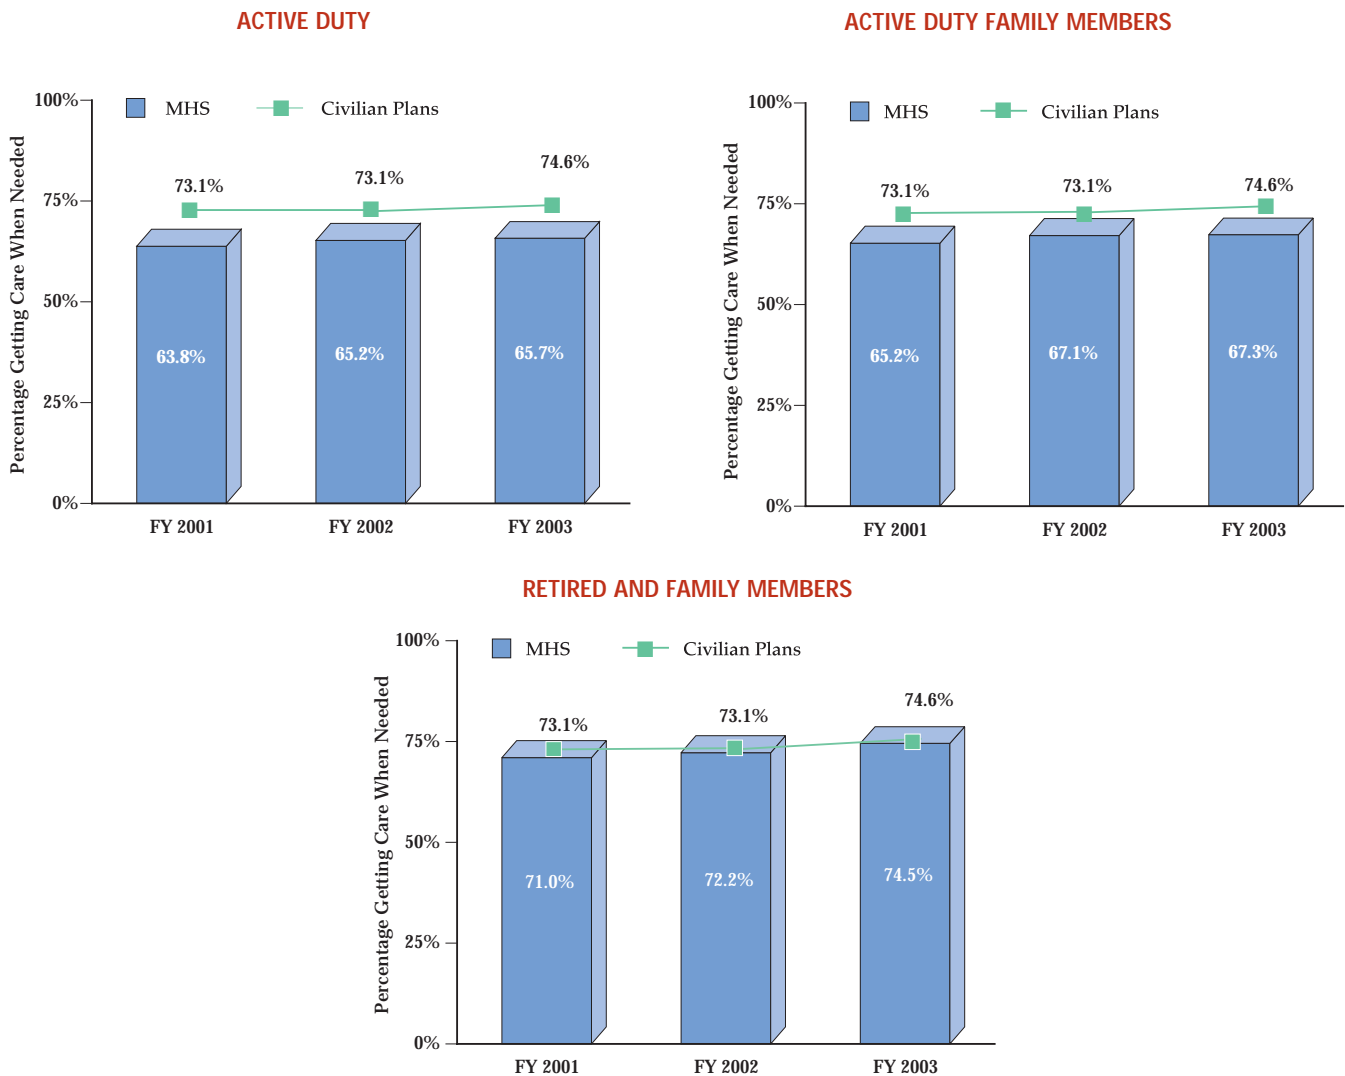 ACTIVE DUTY
100%
MHS
Civilian Plans
74.6%
73.1%
73.1%
75%
50%
63.8%
65.2%
65.7%
25%
0%
FY 2001
FY 2002
FY 2003
Percentage Getting Care When Needed
ACTIVE DUTY FAMILY MEMBERS
100%
MHS
Civilian Plans
73.1%
73.1%
74.6%
75%
50%
65.2%
67.1%
67.3%
25%
0%
FY 2001
FY 2002
FY 2003
Percentage Getting Care When Needed
RETIRED AND FAMILY MEMBERS
100%
MHS
Civilian Plans
73.1%
73.1%
74.6%
75%
50%
71.0%
72.2%
74.5%
25%
0%
FY 2001
FY 2002
FY 2003
Percentage Getting Care When Needed